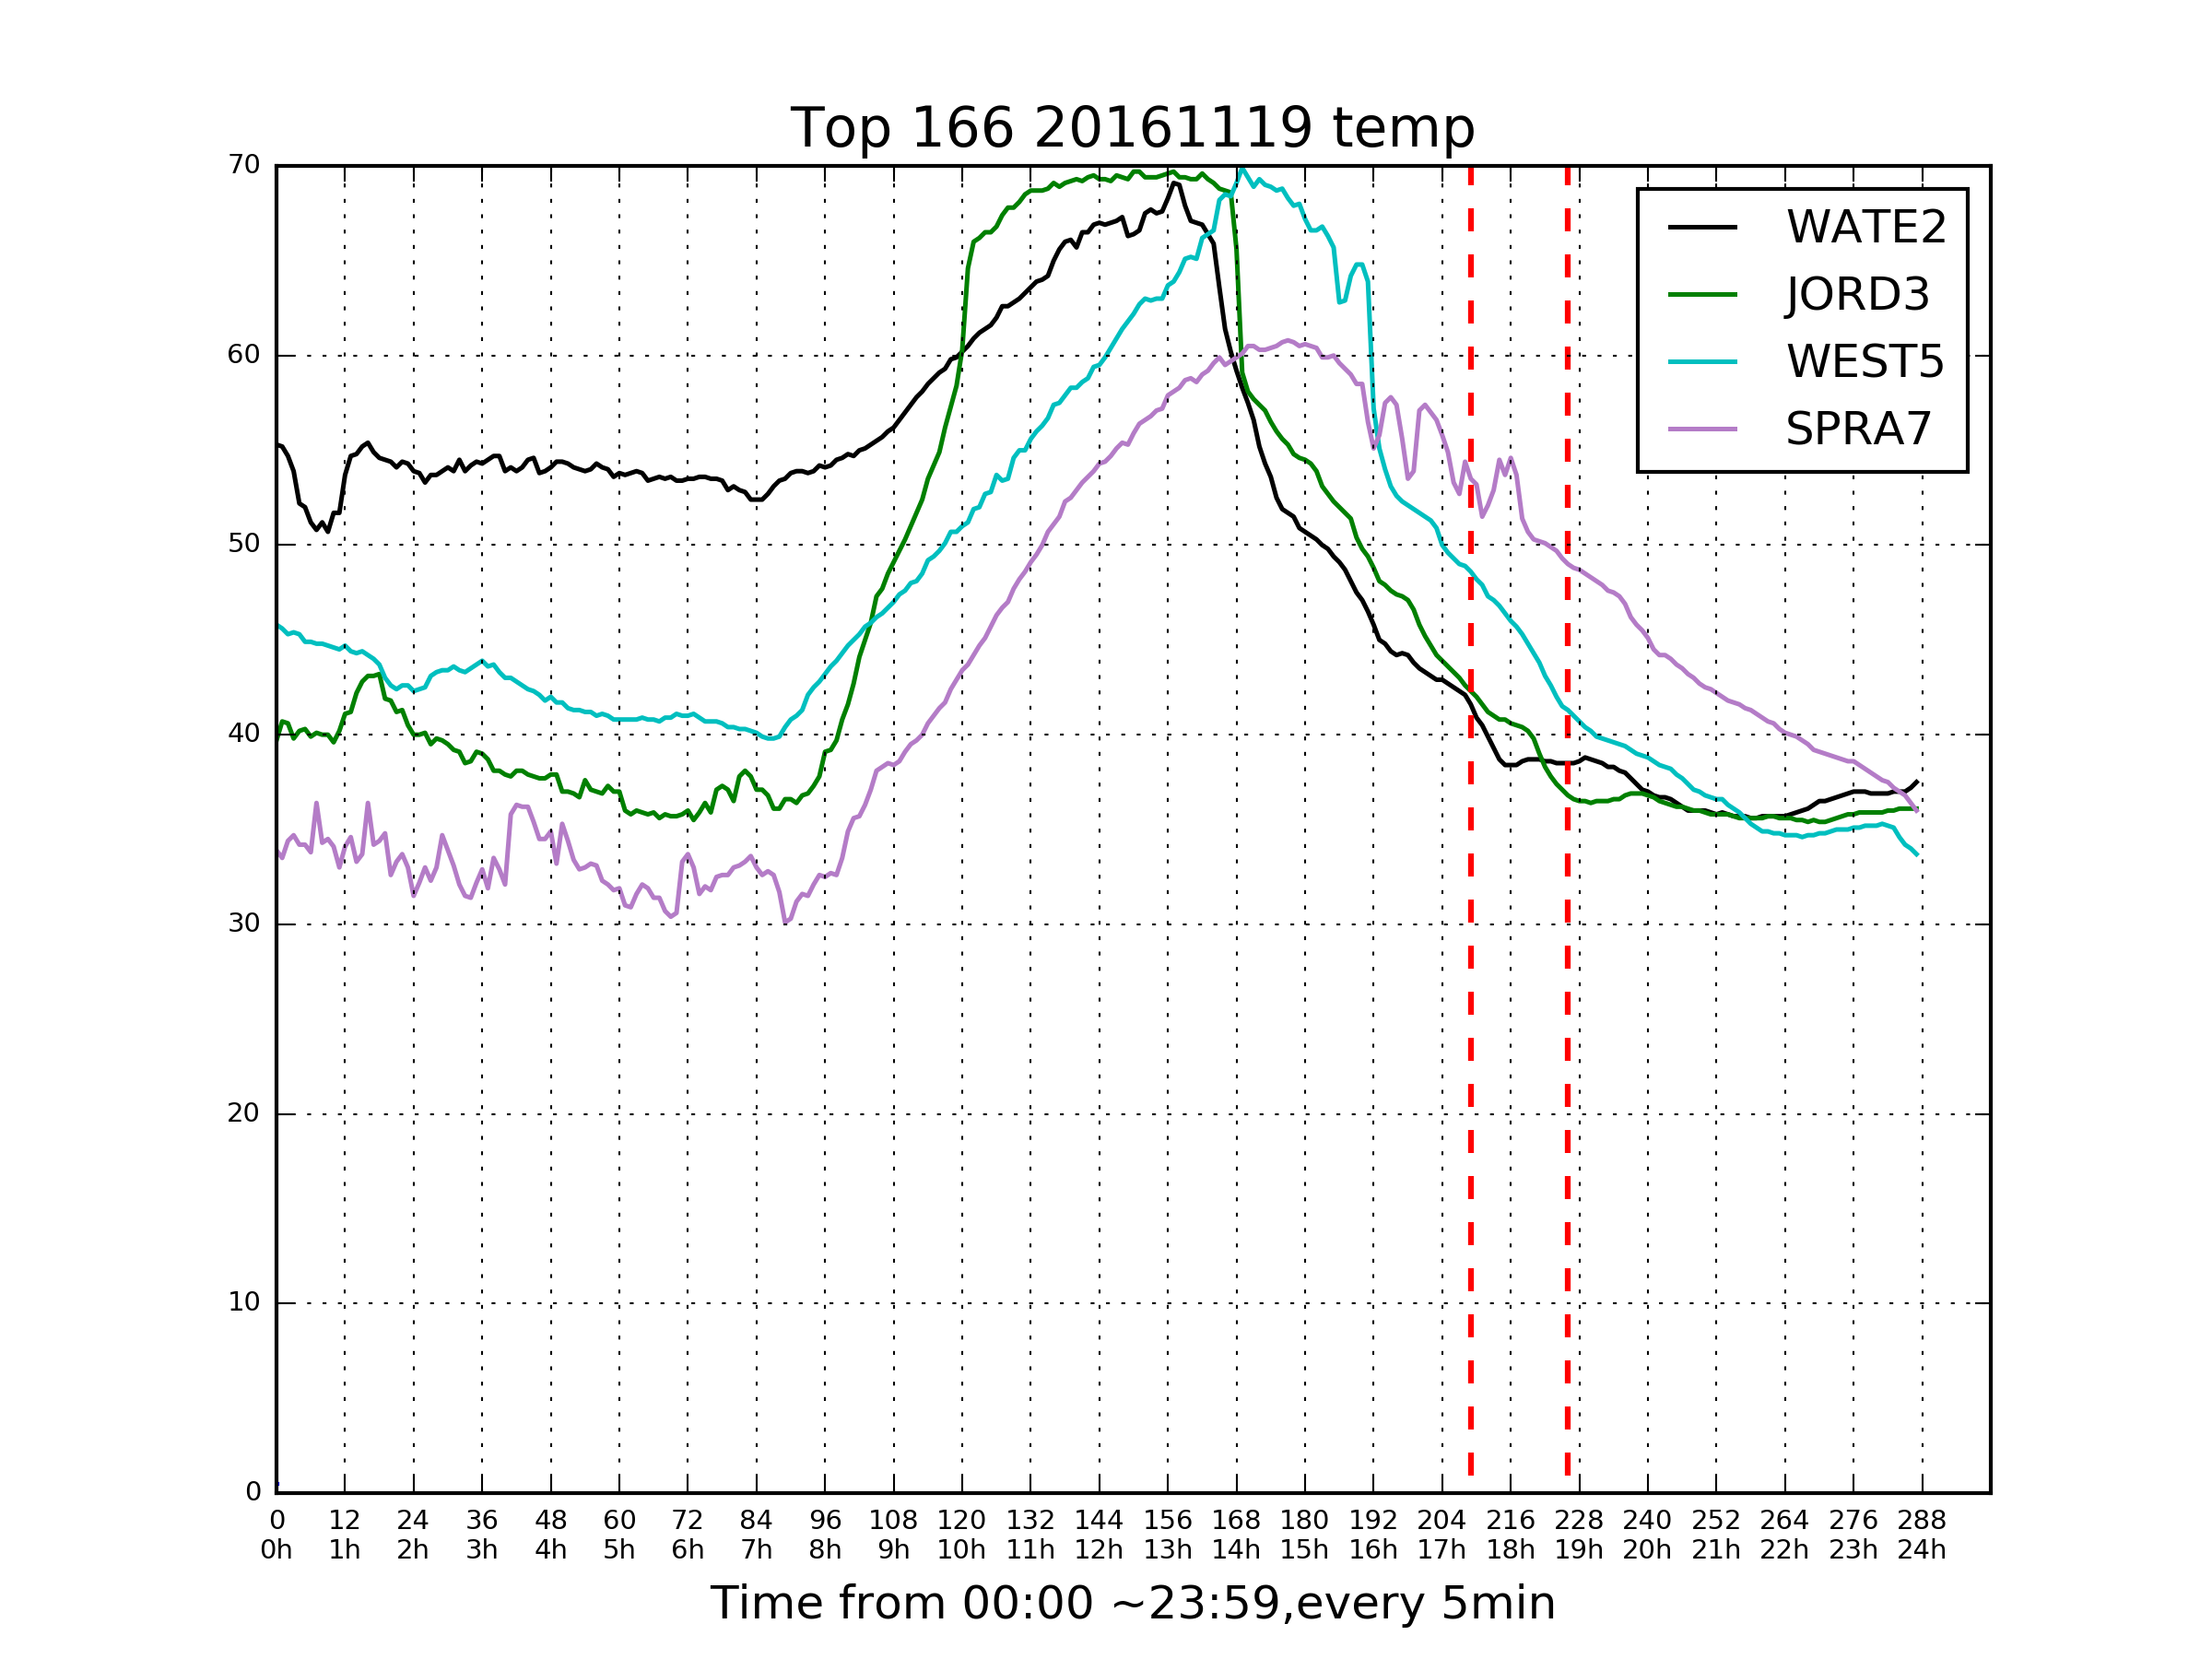 Top 166 20161119 temp
70
60
50
40
30
20
10
0
WATE2
JORD3
WEST5
SPRA7
0 12 24 36 48 60 72 84 96 108 120 132 144 156 168 180 192 204 216 228 240 252 264 276 288
0h 1h 2h 3h 4h 5h 6h 7h 8h 9h 10h 11h 12h 13h 14h 15h 16h 17h 18h 19h 20h 21h 22h 23h 24h
Time from 00:00 ~23:59,every 5min